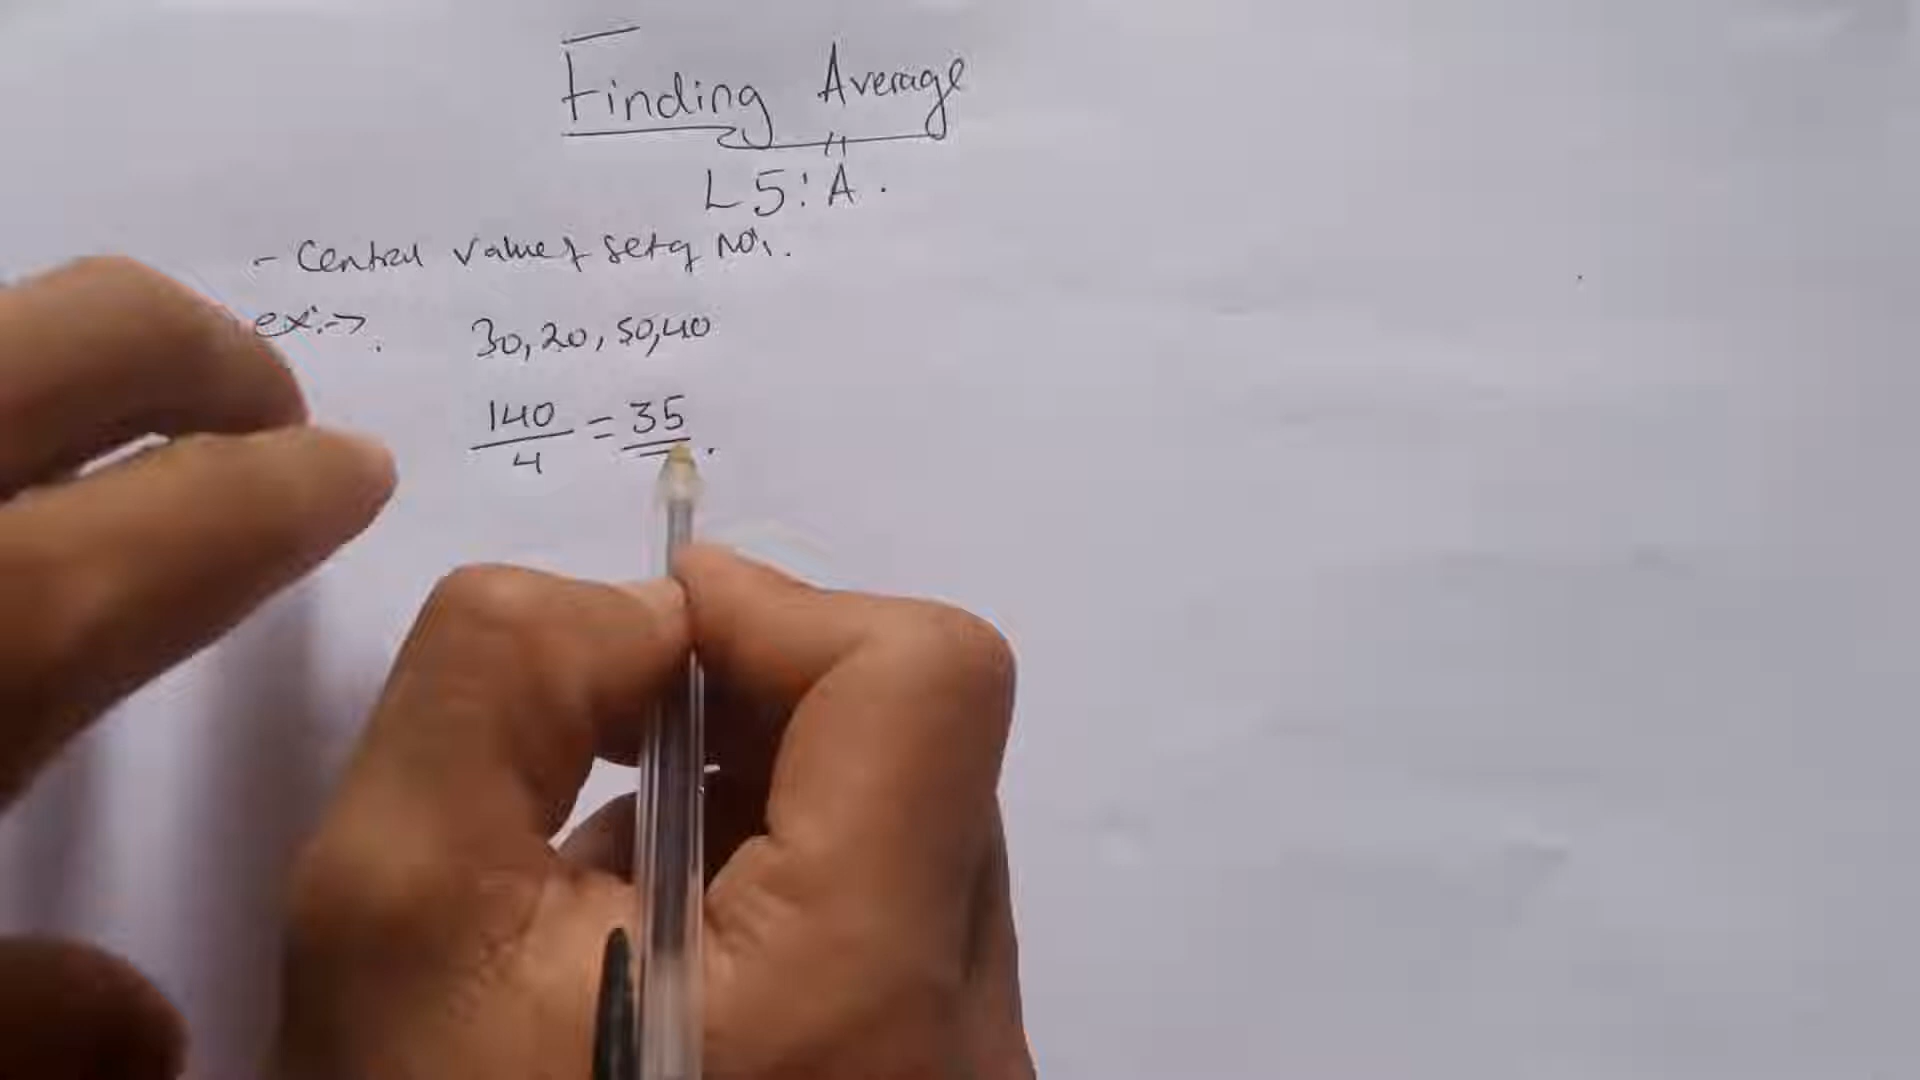 Finding Average
L5:A.
- Central value of set of No's.
ex:-> 30, 20, 50, 40
140
4
= 35